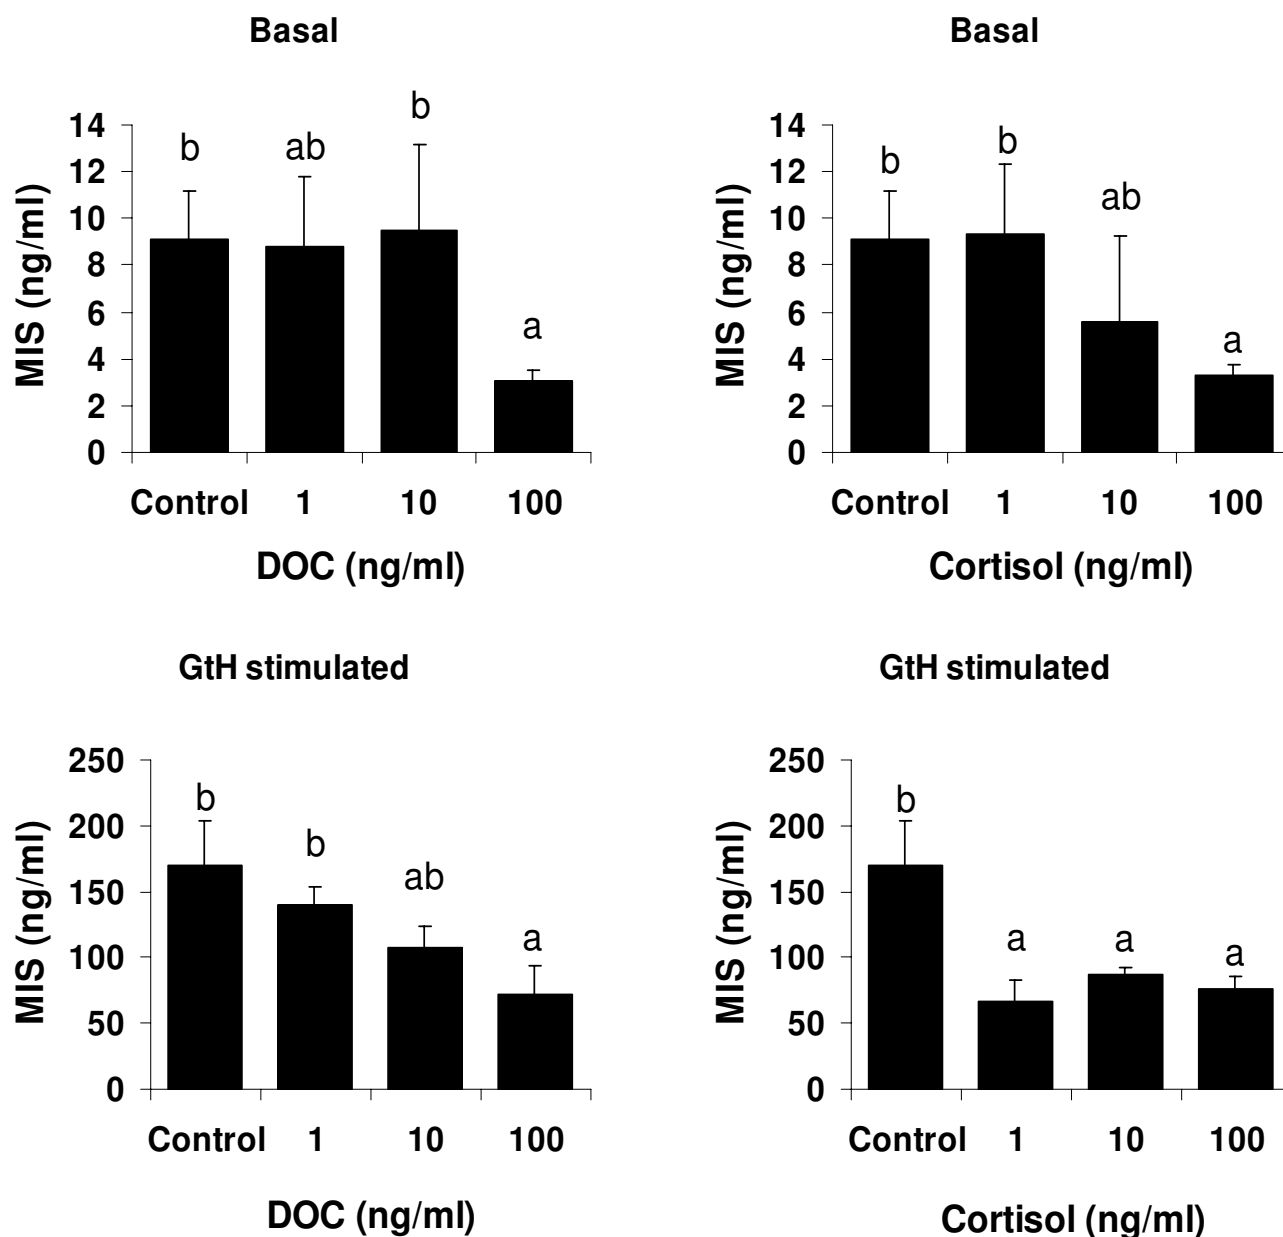 Basal
b
ab
b
a
14
12
10
8
6
4
2
0
MIS (ng/ml)
Control 1 10 100
DOC (ng/ml)
Basal
b
b
ab
a
14
12
10
8
6
4
2
0
MIS (ng/ml)
Control 1 10 100
Cortisol (ng/ml)
GtH stimulated
b
b
ab
a
250
200
150
100
50
0
MIS (ng/ml)
Control 1 10 100
DOC (ng/ml)
GtH stimulated
b
a
a
a
250
200
150
100
50
0
MIS (ng/ml)
Control 1 10 100
Cortisol (ng/ml)